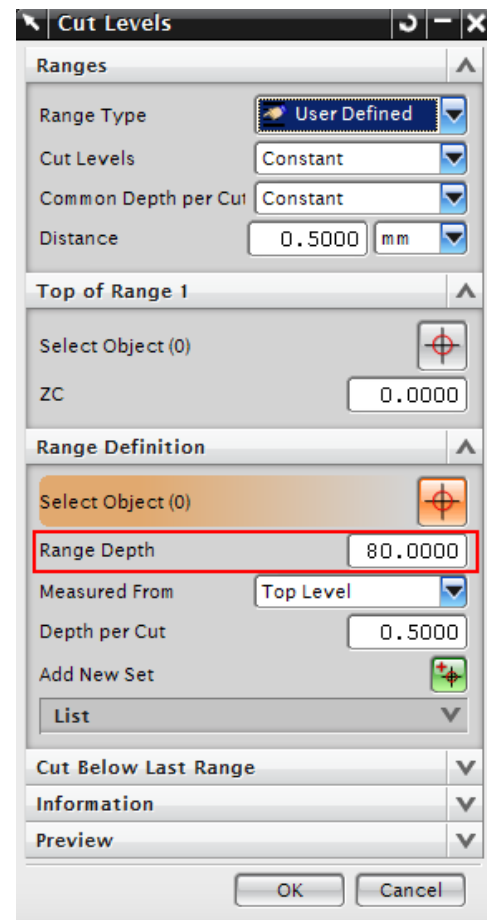 Cut Levels
Ranges
Range Type User Defined
Cut Levels Constant
Common Depth per Cut Constant
Distance 0.5000 mm
Top of Range 1
Select Object (0)
ZC 0.0000
Range Definition
Select Object (0)
Range Depth 80.0000
Measured From Top Level
Depth per Cut 0.5000
Add New Set
List
Cut Below Last Range
Information
Preview
OK Cancel